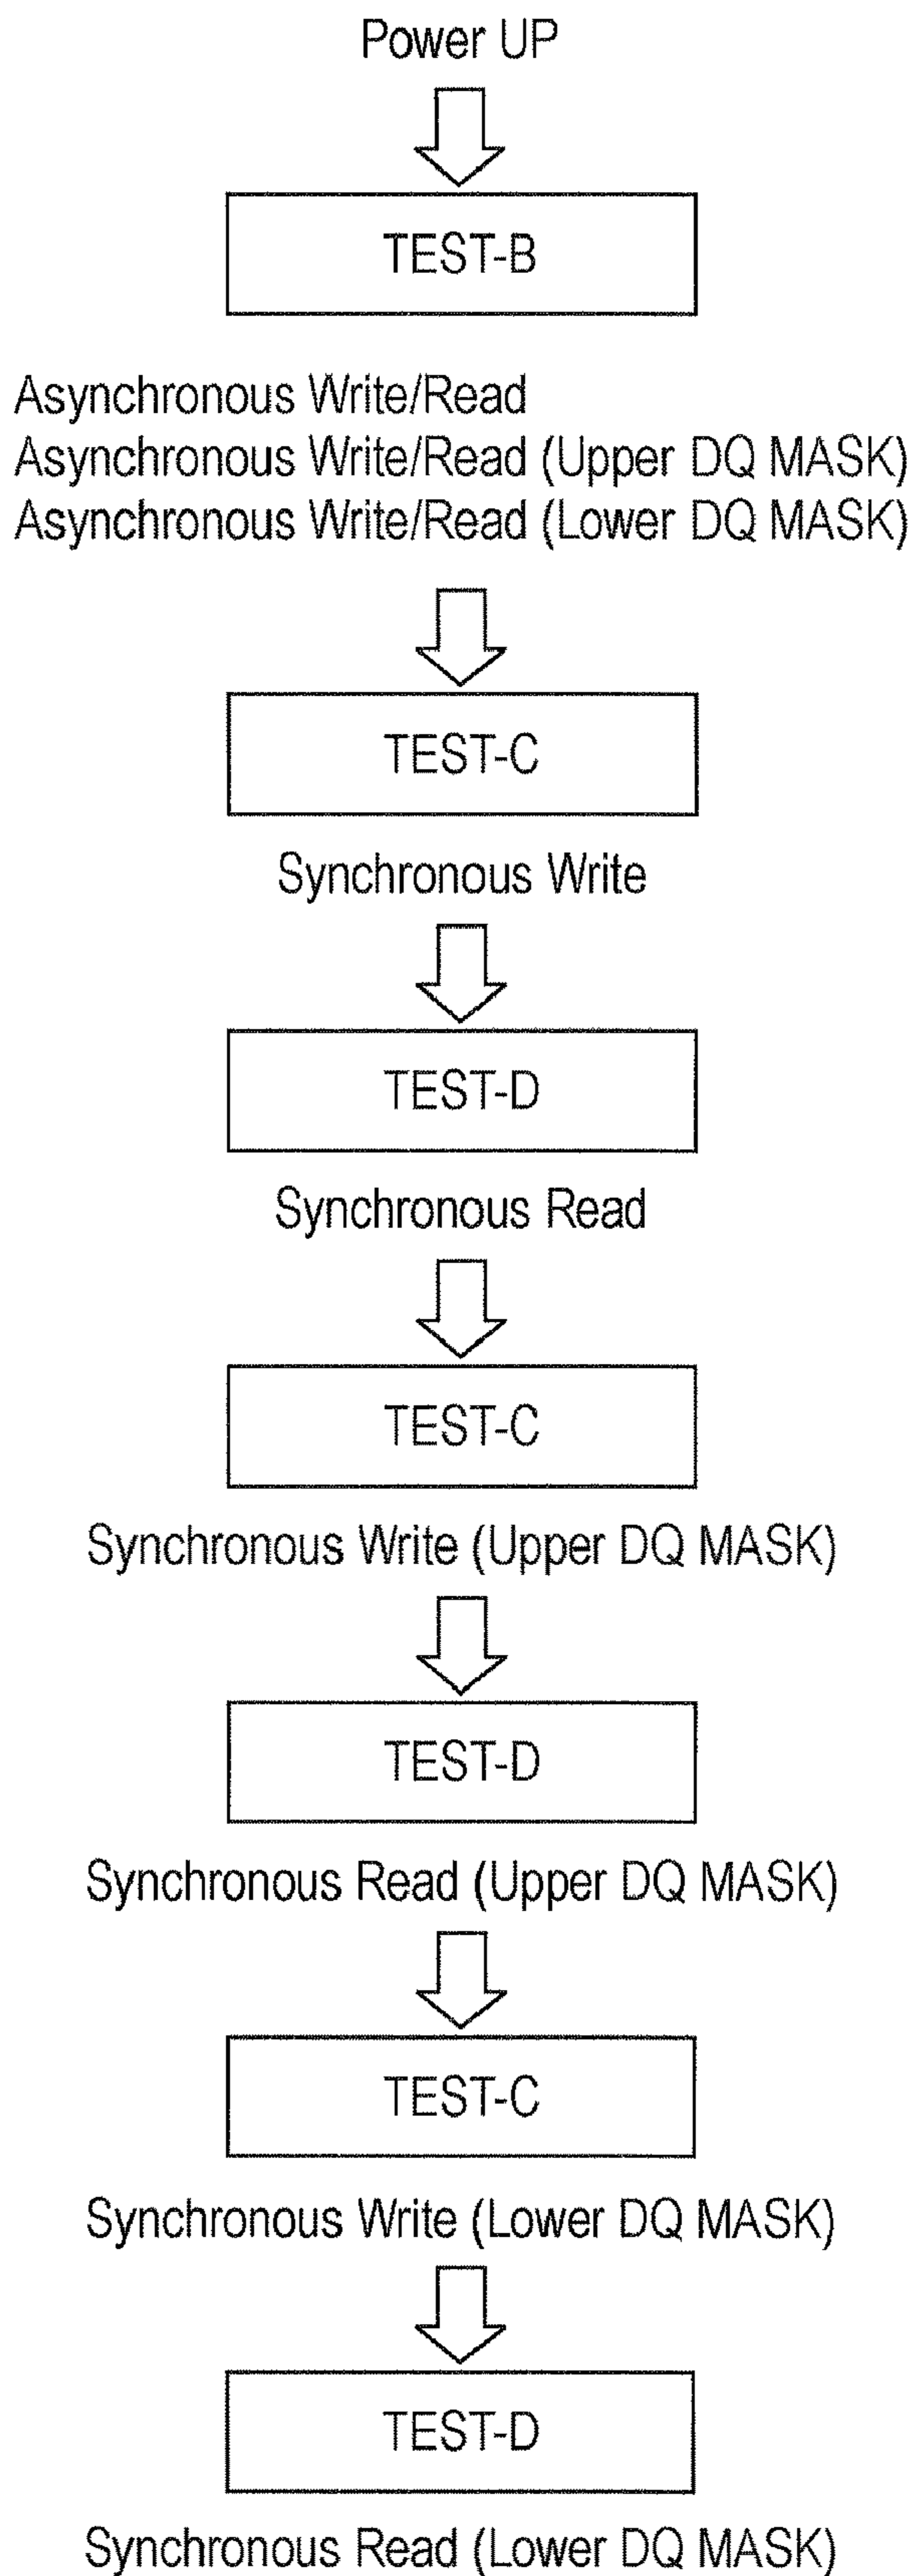 Power UP
TEST-B
Asynchronous Write/Read
Asynchronous Write/Read (Upper DQ MASK)
Asynchronous Write/Read (Lower DQ MASK)
TEST-C
Synchronous Write
TEST-D
Synchronous Read
TEST-C
Synchronous Write (Upper DQ MASK)
TEST-D
Synchronous Read (Upper DQ MASK)
TEST-C
Synchronous Write (Lower DQ MASK)
TEST-D
Synchronous Read (Lower DQ MASK)